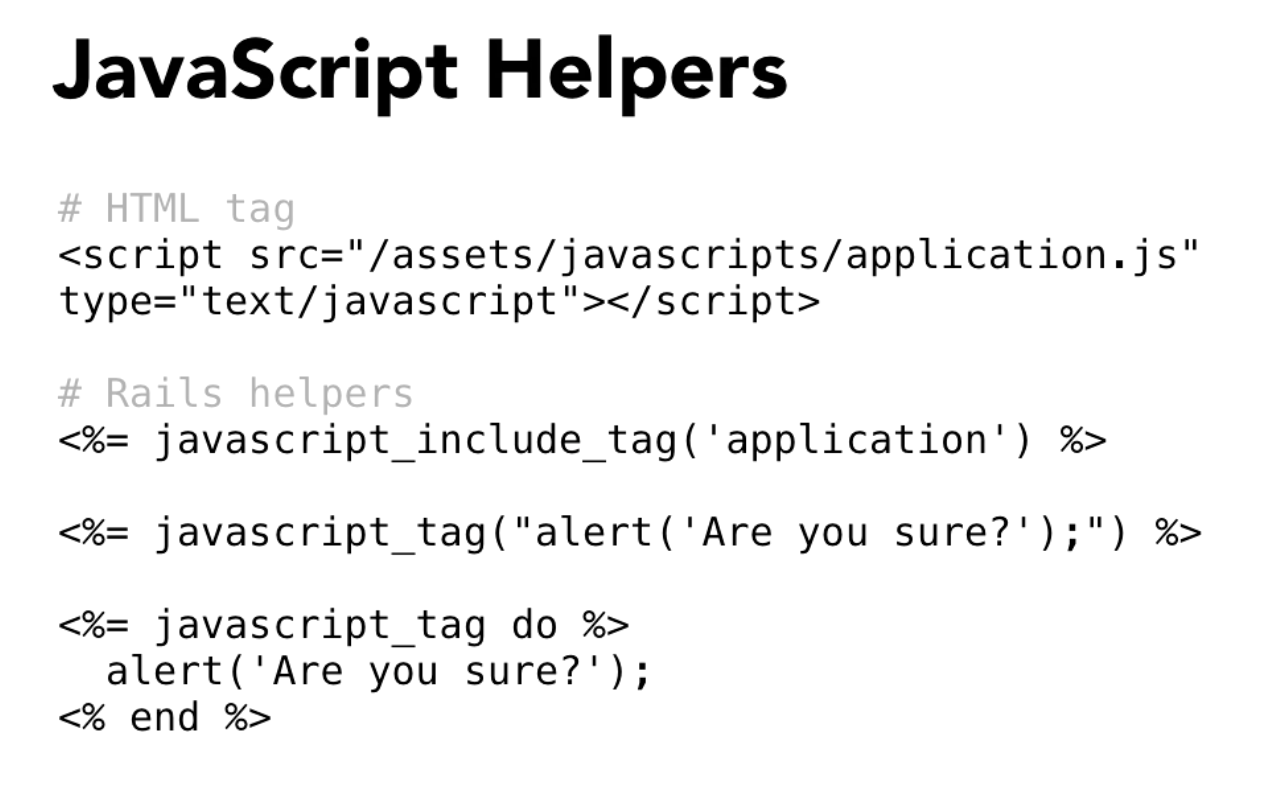 JavaScript Helpers
# HTML tag
<script src="/assets/javascripts/application.js"
type="text/javascript"></script>
# Rails helpers
<%= javascript_include_tag('application') %>
<%= javascript_tag("alert('Are you sure?');") %>
<%= javascript_tag do %>
  alert('Are you sure?');
<% end %>